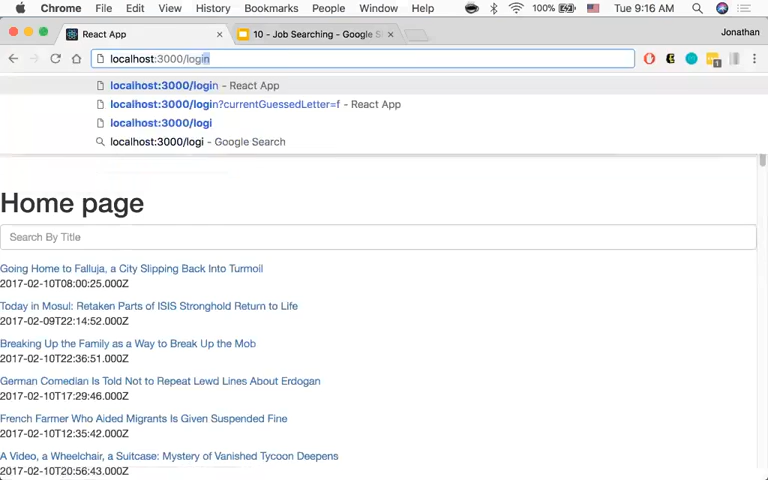 Chrome File Edit View History Bookmarks People Window Help 100% Tue 9:16 AM
React App 10 - Job Searching - Google S Jonathan
localhost:3000/login
localhost:3000/login - React App
localhost:3000/login?currentGuessedLetter=f - React App
localhost:3000/logi
localhost:3000/logi - Google Search
Home page
Search By Title
Going Home to Falluja, a City Slipping Back Into Turmoil
2017-02-10T08:00:25.000Z
Today in Mosul: Retaken Parts of ISIS Stronghold Return to Life
2017-02-09T22:14:52.000Z
Breaking Up the Family as a Way to Break Up the Mob
2017-02-10T22:36:51.000Z
German Comedian Is Told Not to Repeat Lewd Lines About Erdogan
2017-02-10T17:29:46.000Z
French Farmer Who Aided Migrants Is Given Suspended Fine
2017-02-10T12:35:42.000Z
A Video, a Wheelchair, a Suitcase: Mystery of Vanished Tycoon Deepens
2017-02-10T20:56:43.000Z